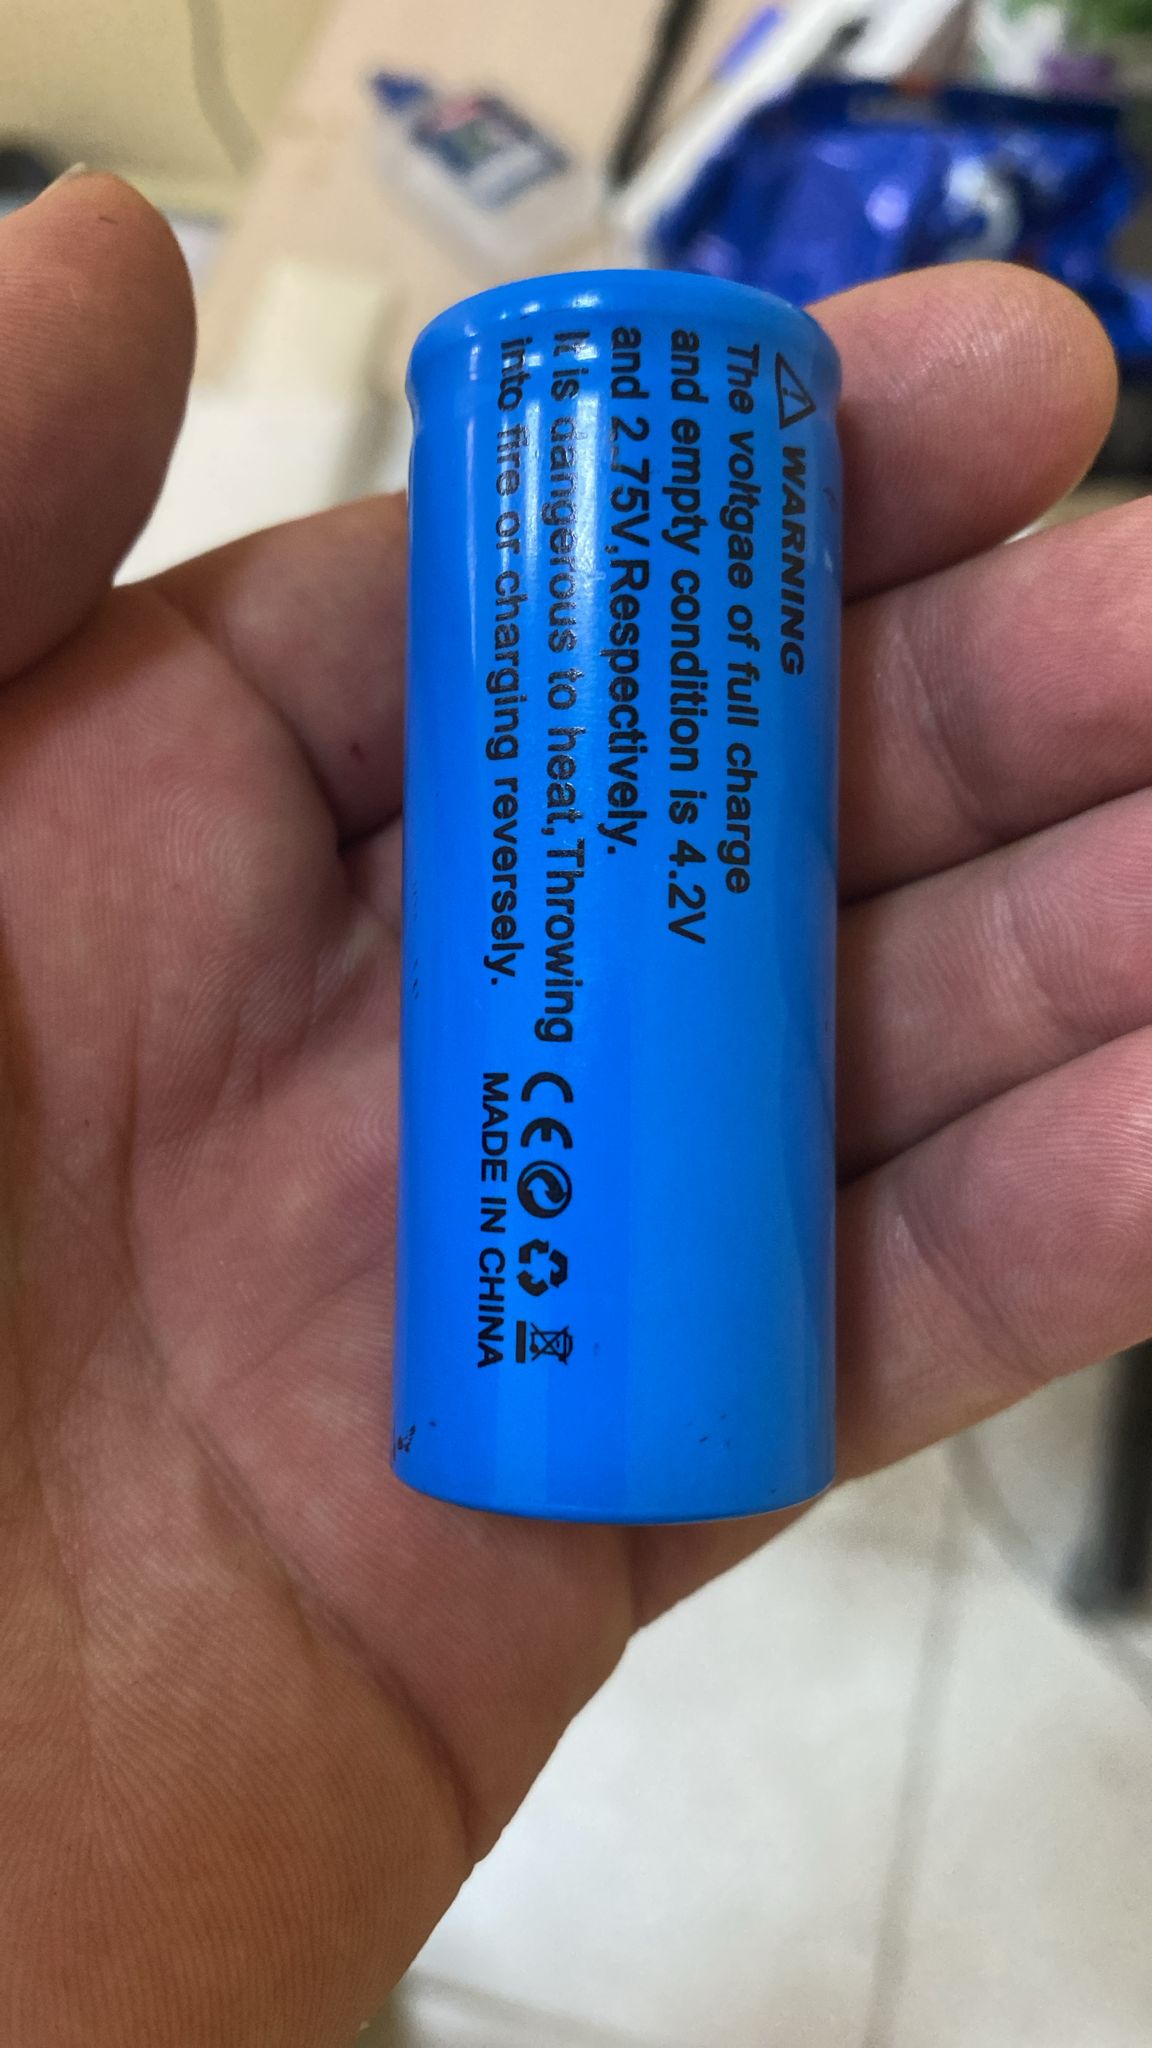 WARNING
The voltgae of full charge
and empty condition is 4.2V
and 2.75V,Respectively.
It is dangerous to heat,Throwing
into fire or charging reversely.
CE
MADE IN CHINA